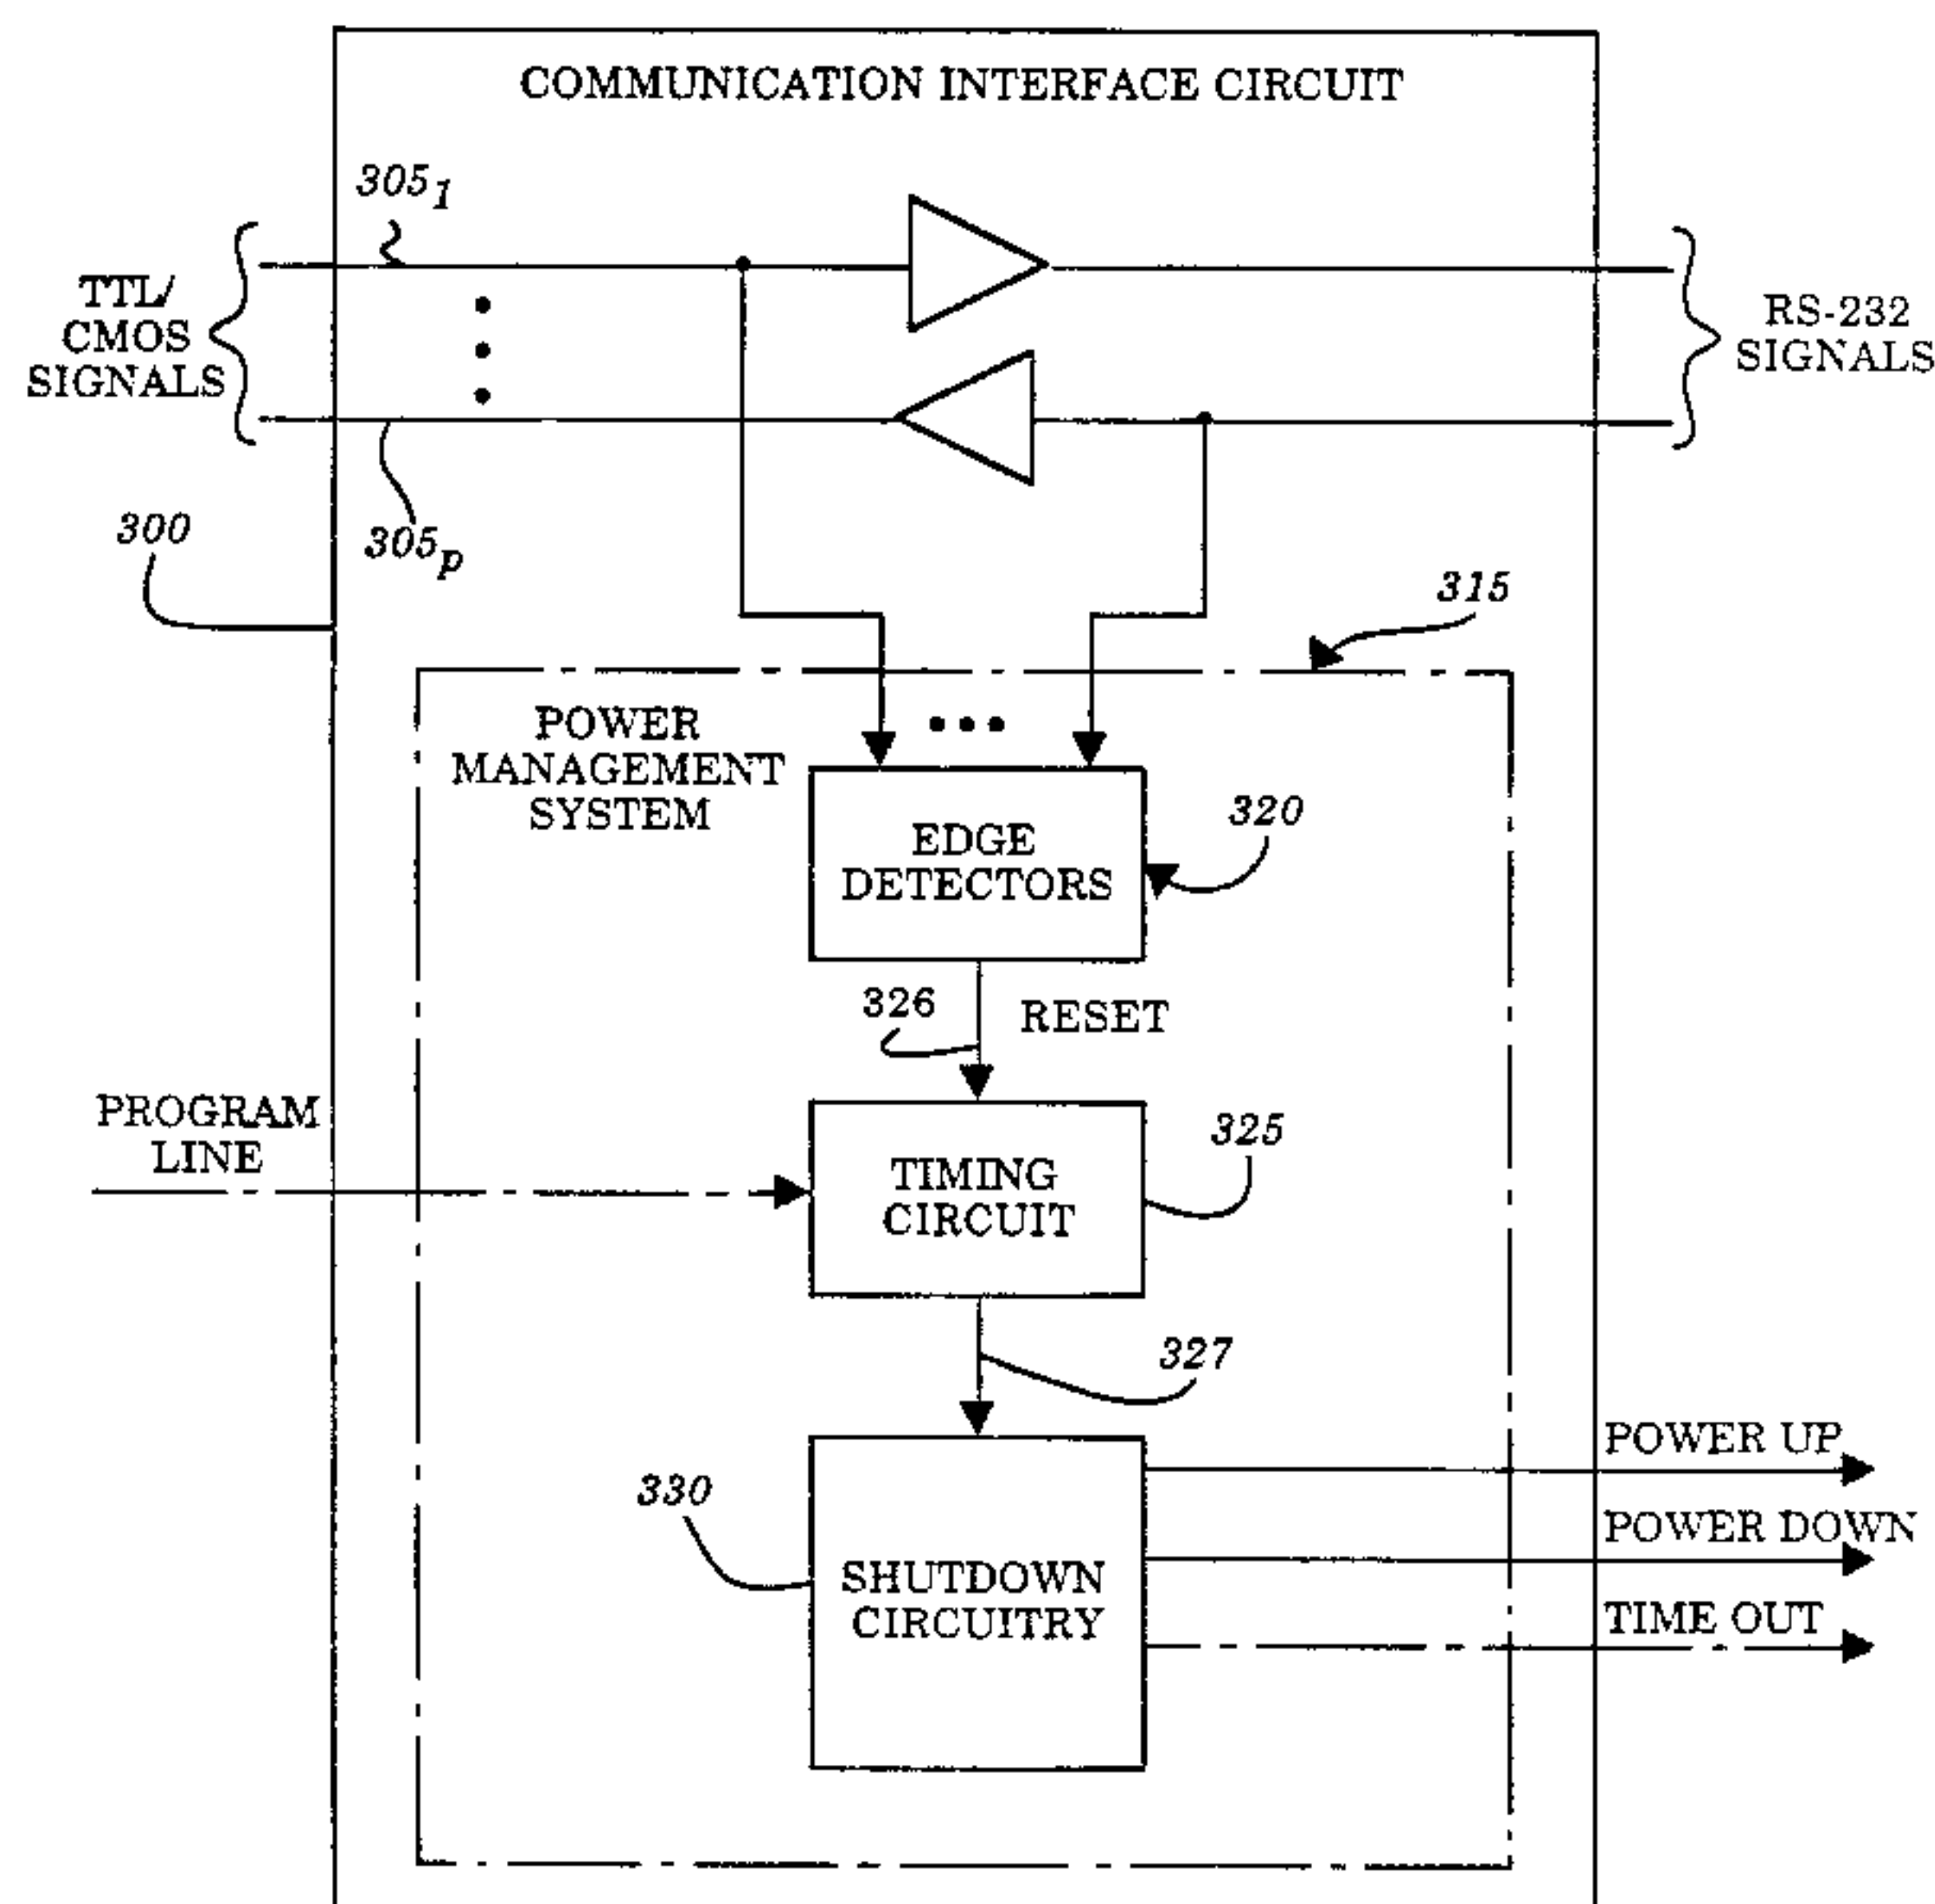 COMMUNICATION INTERFACE CIRCUIT
305₁
TTL/
CMOS
SIGNALS
RS-232
SIGNALS
300
305ₚ
315
POWER
MANAGEMENT
SYSTEM
320
EDGE
DETECTORS
326
RESET
PROGRAM
LINE
325
TIMING
CIRCUIT
327
POWER UP
330
POWER DOWN
SHUTDOWN
CIRCUITRY
TIME OUT